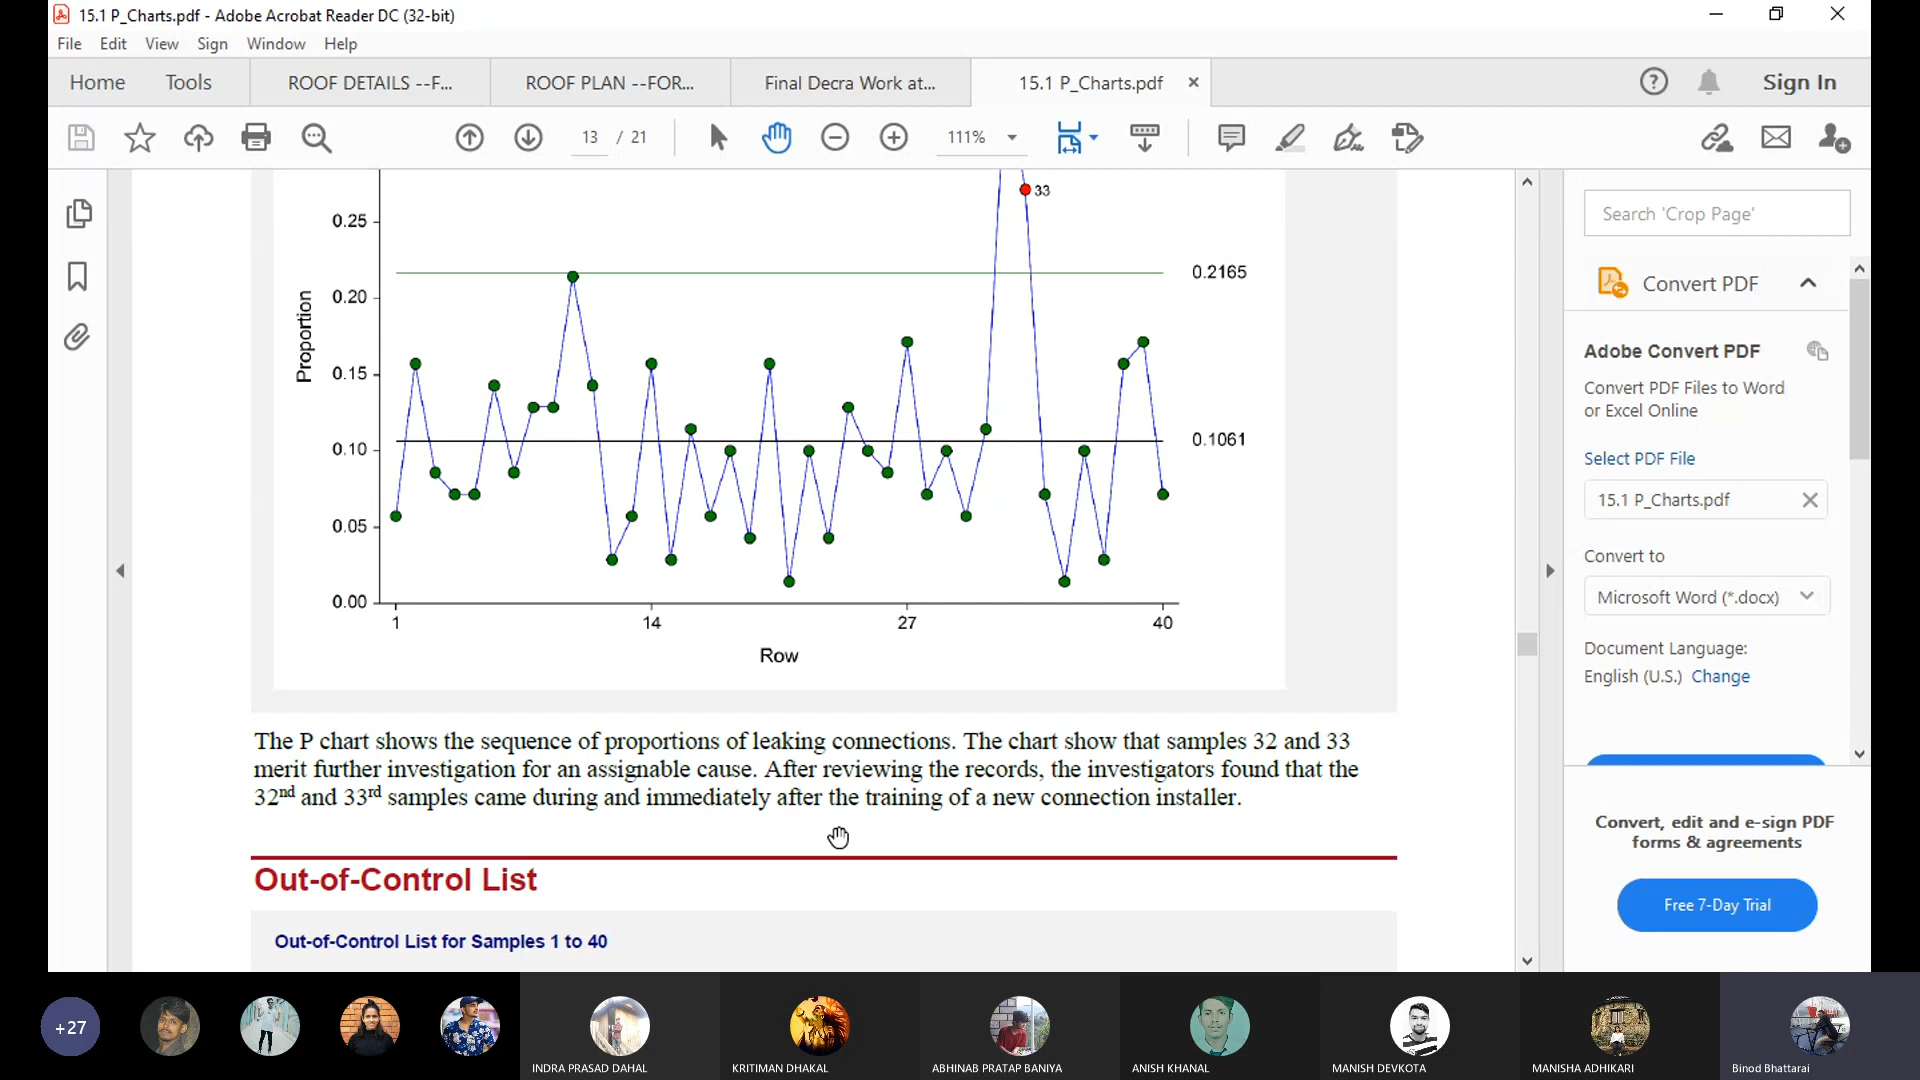 15.1 P_Charts.pdf - Adobe Acrobat Reader DC (32-bit)
File Edit View Sign Window Help
Home Tools ROOF DETAILS --F... ROOF PLAN --FOR... Final Decra Work at... 15.1 P_Charts.pdf Sign In
13 / 21 111%
33
0.25
0.2165
0.20
0.15
0.1061
0.10
0.05
0.00
Proportion
1 14 27 40
Row
The P chart shows the sequence of proportions of leaking connections. The chart show that samples 32 and 33
merit further investigation for an assignable cause. After reviewing the records, the investigators found that the
32nd and 33rd samples came during and immediately after the training of a new connection installer.
Out-of-Control List
Out-of-Control List for Samples 1 to 40
Search 'Crop Page'
Convert PDF
Adobe Convert PDF
Convert PDF Files to Word
or Excel Online
Select PDF File
15.1 P_Charts.pdf
Convert to
Microsoft Word (*.docx)
Document Language:
English (U.S.) Change
Convert, edit and e-sign PDF
forms & agreements
Free 7-Day Trial
+27
INDRA PRASAD DAHAL
KRITIMAN DHAKAL
ABHINAB PRATAP BANIYA
ANISH KHANAL
MANISH DEVKOTA
MANISHA ADHIKARI
Binod Bhattarai